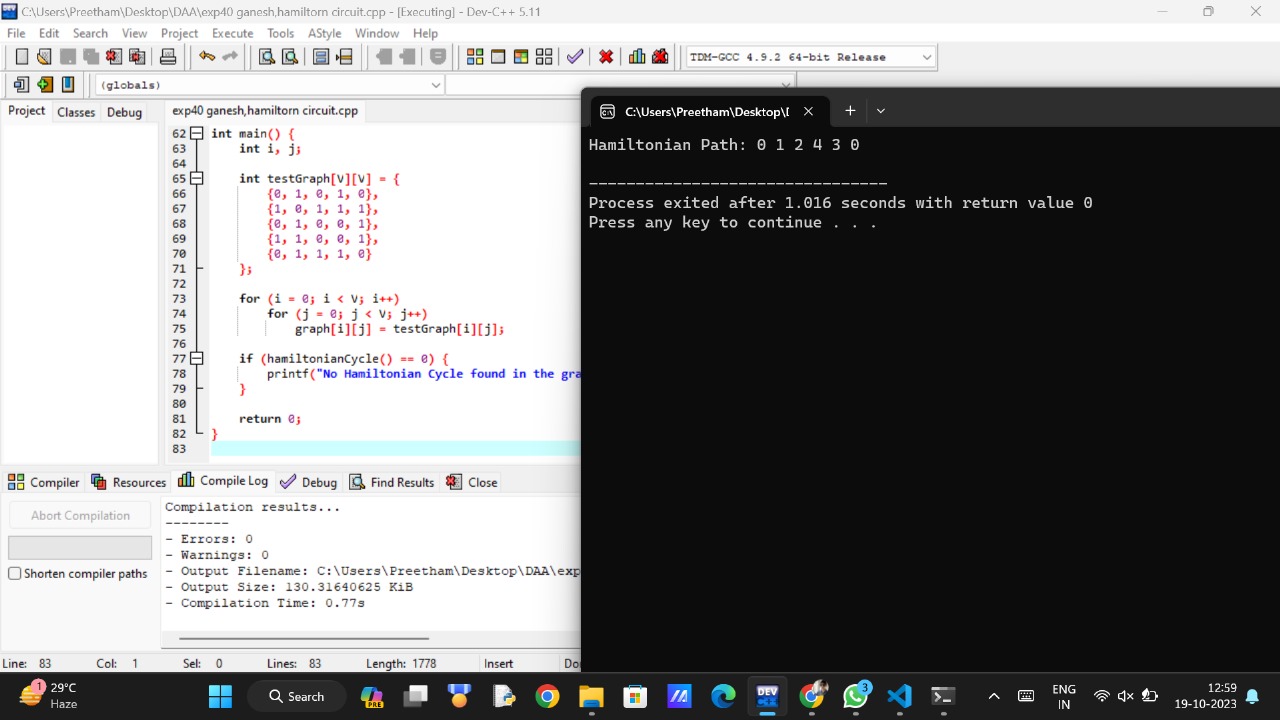 C:\Users\Preetham\Desktop\DAA\exp40 ganesh,hamiltorn circuit.cpp - [Executing] - Dev-C++ 5.11
File Edit Search View Project Execute Tools AStyle Window Help
TDM-GCC 4.9.2 64-bit Release
(globals)
Project Classes Debug
exp40 ganesh,hamiltorn circuit.cpp
62 int main() {
63 int i, j;
64
65 int testGraph[V][V] = {
66 {0, 1, 0, 1, 0},
67 {1, 0, 1, 1, 1},
68 {0, 1, 0, 0, 1},
69 {1, 1, 0, 0, 1},
70 {0, 1, 1, 1, 0}
71 };
72
73 for (i = 0; i < V; i++)
74 for (j = 0; j < V; j++)
75 graph[i][j] = testGraph[i][j];
76
77 if (hamiltonianCycle() == 0) {
78 printf("No Hamiltonian Cycle found in the gra
79 }
80
81 return 0;
82 }
83
C:\Users\Preetham\Desktop\
Hamiltonian Path: 0 1 2 4 3 0
--------------------------------
Process exited after 1.016 seconds with return value 0
Press any key to continue . . .
Compiler Resources Compile Log Debug Find Results Close
Abort Compilation
Shorten compiler paths
Compilation results...
--------
- Errors: 0
- Warnings: 0
- Output Filename: C:\Users\Preetham\Desktop\DAA\exp
- Output Size: 130.31640625 KiB
- Compilation Time: 0.77s
Line: 83 Col: 1 Sel: 0 Lines: 83 Length: 1778 Insert Do
1
29°C
Haze
Search
PRE
DEV
C++
3
ENG
IN
12:59
19-10-2023